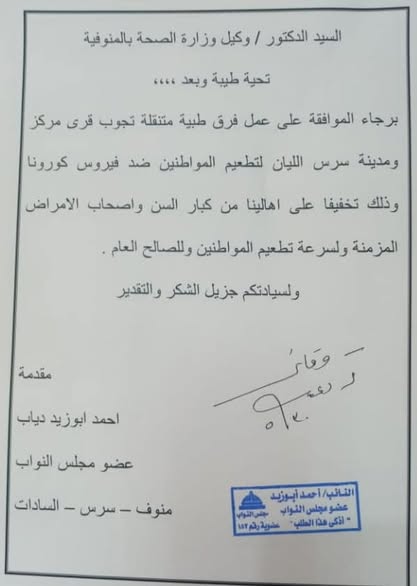 السيد الدكتور / وكيل وزارة الصحة بالمنوفية
تحية طيبة وبعد ,,,,
برجاء الموافقة على عمل فرق طبية متنقلة تجوب قرى مركز
ومدينة سرس الليان لتطعيم المواطنين ضد فيروس كورونا
وذلك تخفيفا على اهالينا من كبار السن واصحاب الامراض
المزمنة ولسرعة تطعيم المواطنين وللصالح العام .
ولسيادتكم جزيل الشكر والتقدير
مقدمة
احمد ابوزيد دياب
عضو مجلس النواب
منوف – سرس – السادات
النائب/ أحمد أبوزيد
عضو مجلس النواب
" أذكى هذا الطلب "
مجلس النواب
عضوية رقم ١٥٢